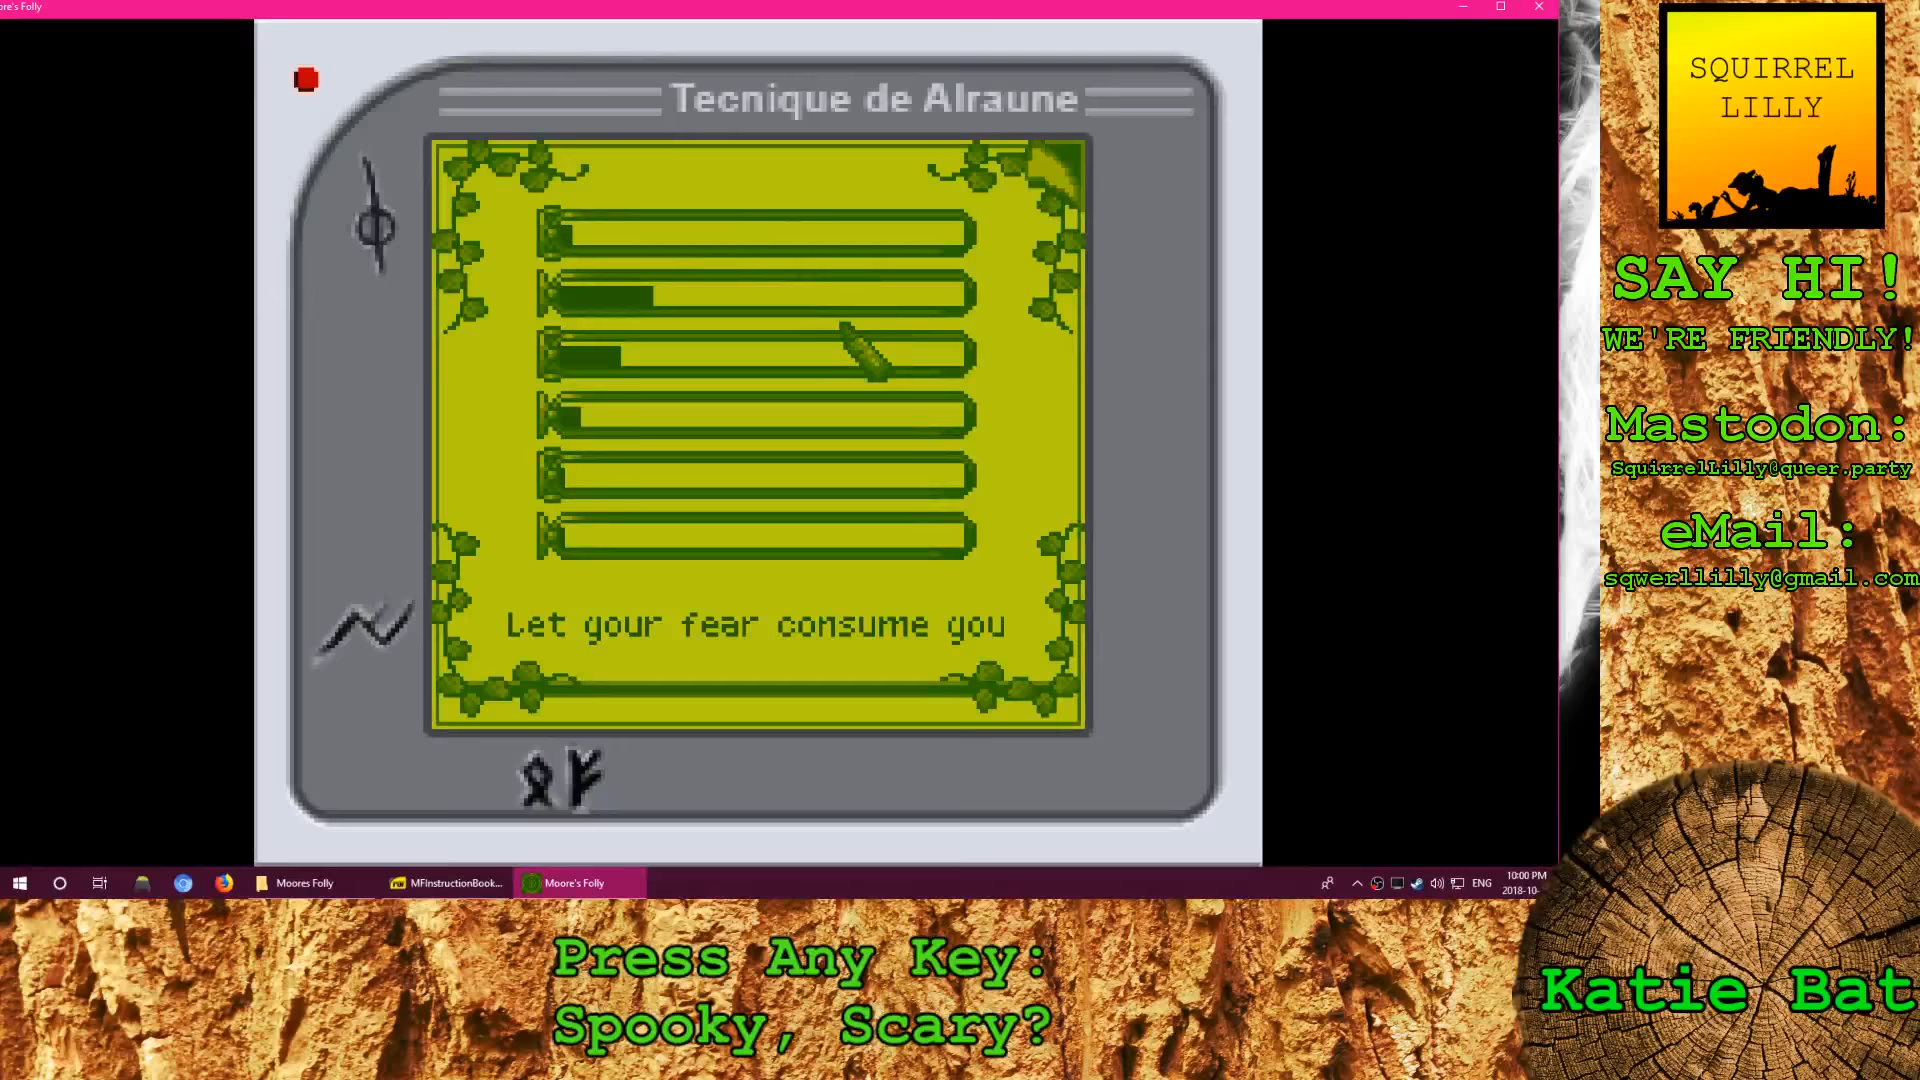 ore's Folly
Tecnique de Alraune
Let your fear consume you
SQUIRREL
LILLY
SAY HI!
WE'RE FRIENDLY!
Mastodon:
SquirrelLilly@queer.party
eMail:
sqwerllilly@gmail.com
Moores Folly
MFInstructionBook...
Moore's Folly
ENG
10:00 PM
2018-10-
Press Any Key:
Spooky, Scary?
Katie Bat